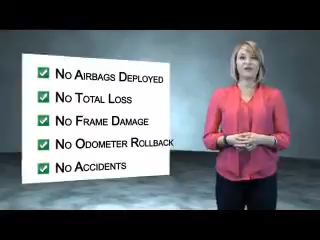 No Airbags Deployed
No Total Loss
No Frame Damage
No Odometer Rollback
No Accidents